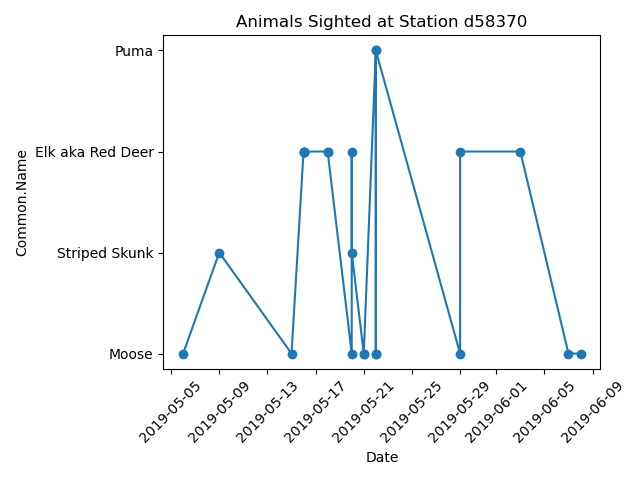 Animals Sighted at Station d58370
Common.Name
Puma
Elk aka Red Deer
Striped Skunk
Moose
2019-05-05
2019-05-09
2019-05-13
2019-05-17
2019-05-21
2019-05-25
2019-05-29
2019-06-01
2019-06-05
2019-06-09
Date